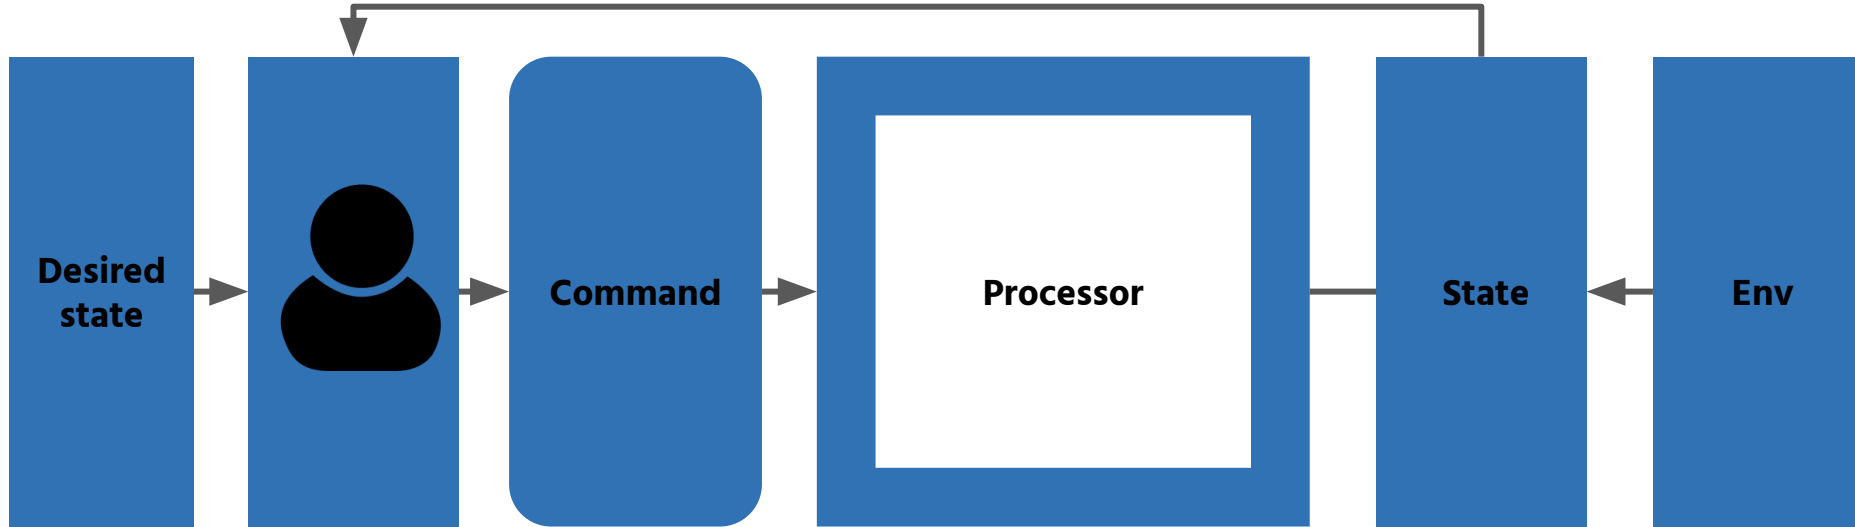 Desired
state
Command
Processor
State
Env